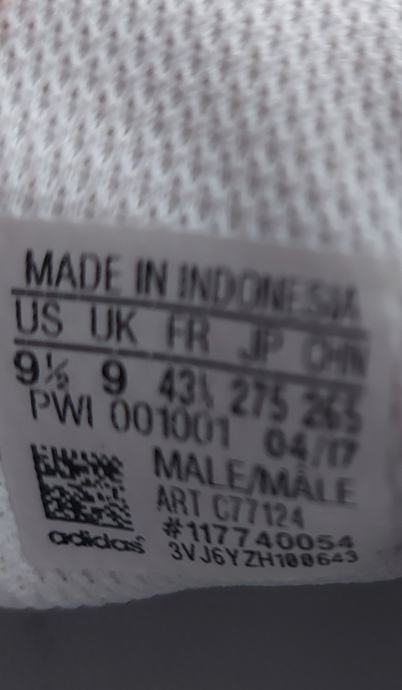 MADE IN INDONESIA
US UK FR JP CHN
9½ 9 43⅓ 275 265
PWI 001001 04/17
MALE/MÂLE
ART C77124
#117740054
adidas 3VJ6YZH100643